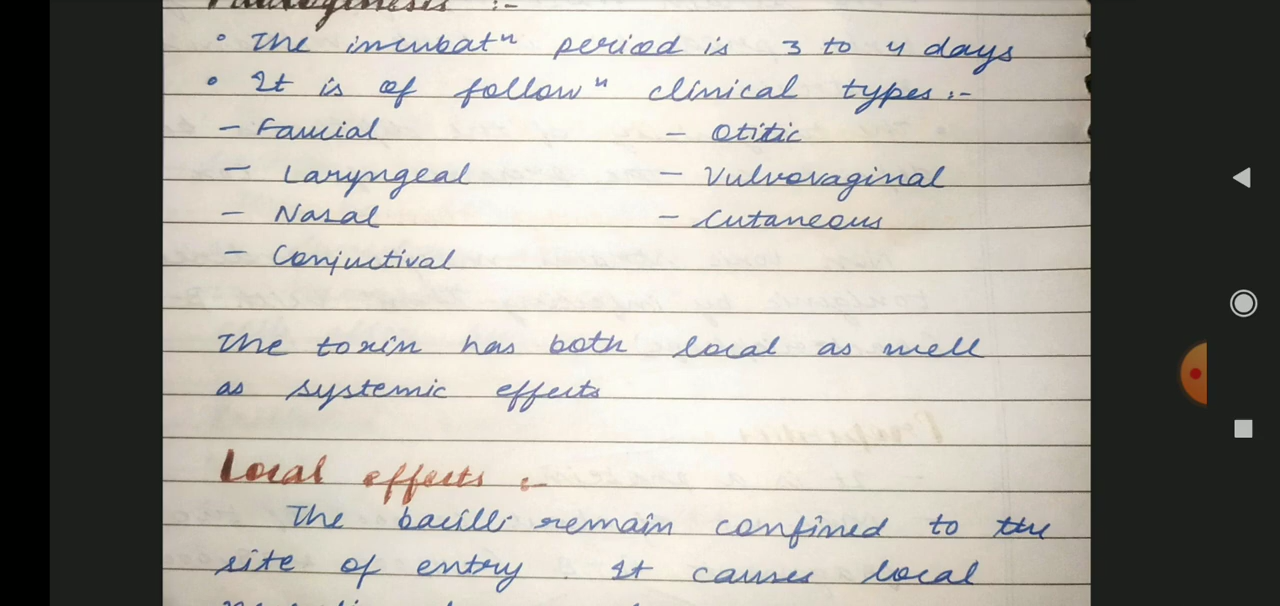 Pathogenesis :-
• The incubatⁿ period is 3 to 4 days
• It is of followⁿ clinical types :-
- Faucial - Otitic
- Laryngeal - Vulvovaginal
- Nasal - Cutaneous
- Conjuctival
The toxin has both local as well
as systemic effects
Local effects :-
The bacilli remain confined to the
site of entry. It causes local